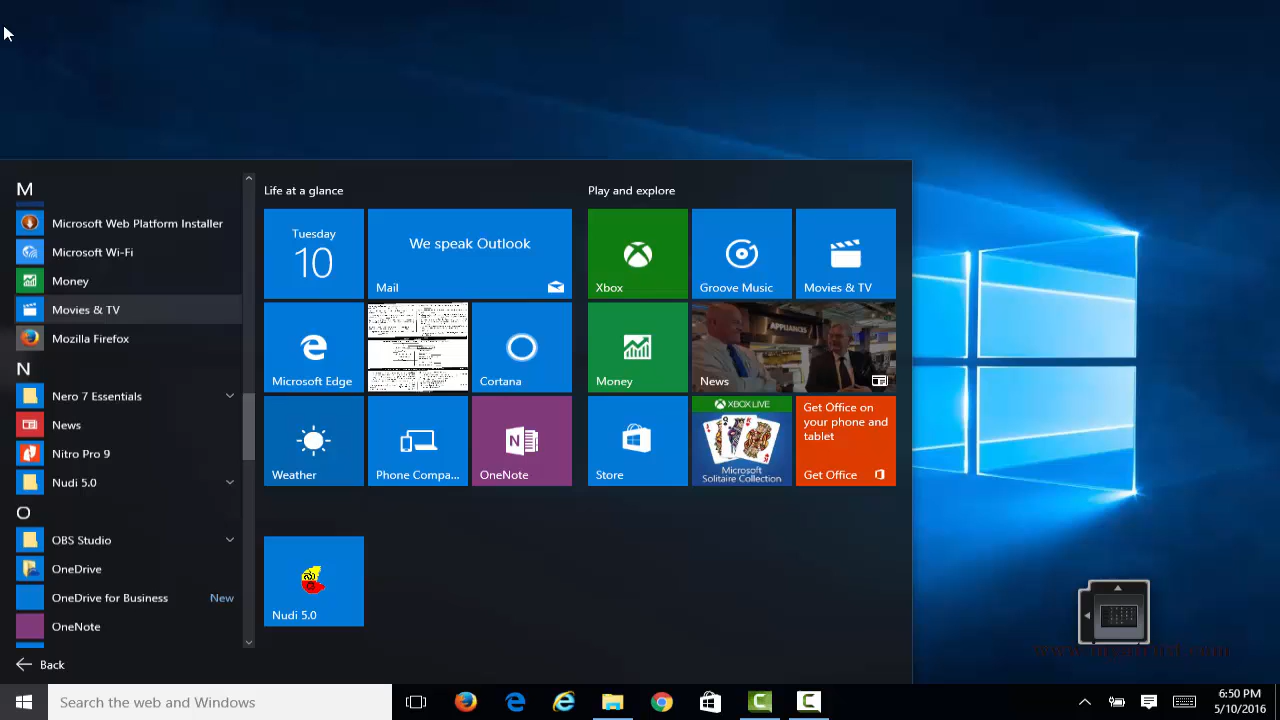 M
Microsoft Web Platform Installer
Microsoft Wi-Fi
Money
Movies & TV
Mozilla Firefox
N
Nero 7 Essentials
News
Nitro Pro 9
Nudi 5.0
O
OBS Studio
OneDrive
OneDrive for Business New
OneNote
Back
Life at a glance
Tuesday
10
We speak Outlook
Mail
Microsoft Edge
Cortana
Weather
Phone Compa...
OneNote
Nudi 5.0
Play and explore
Xbox
Groove Music
Movies & TV
Money
APPLIANCES
News
Store
XBOX LIVE
Microsoft
Solitaire Collection
Get Office on
your phone and
tablet
Get Office
Search the web and Windows
6:50 PM
5/10/2016